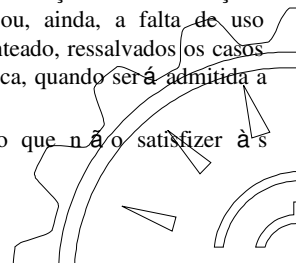 ou, ainda, a falta de uso
nteado, ressalvados os casos
ca, quando será admitida a
o que não satisfizer às